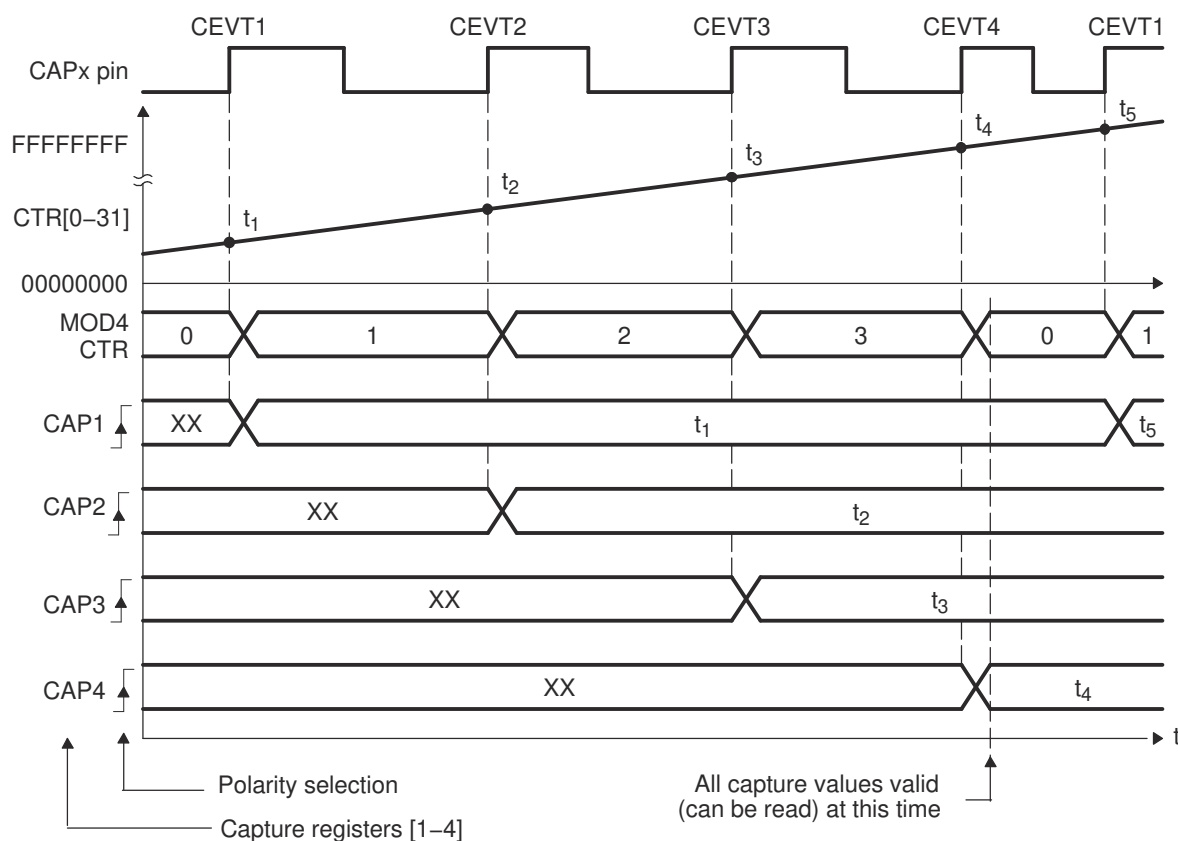 CEVT1 CEVT2 CEVT3 CEVT4 CEVT1
CAPx pin
FFFFFFFF
t5
t4
t3
t2
CTR[0−31]
t1
00000000
MOD4
CTR
0 1 2 3 0 1
CAP1 XX t1 t5
CAP2 XX t2
CAP3 XX t3
CAP4 XX t4
t
Polarity selection
All capture values valid
(can be read) at this time
Capture registers [1−4]